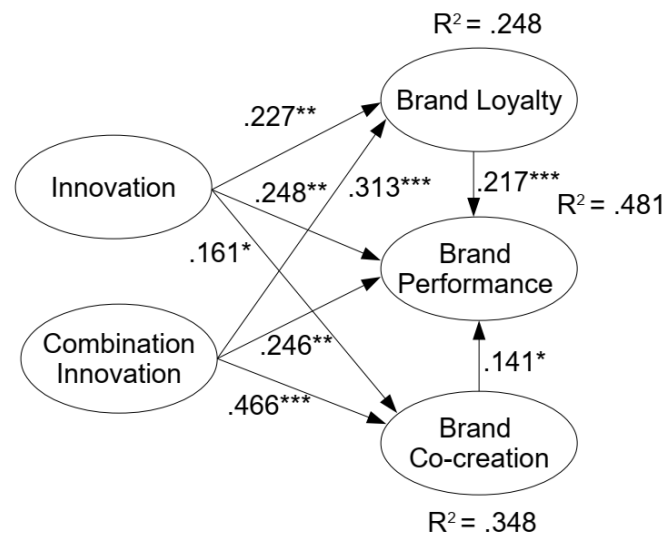 R² = .248
Brand Loyalty
.227**
Innovation
.248**
.313***
.217***
R² = .481
.161*
Brand
Performance
Combination
Innovation
.246**
.141*
.466***
Brand
Co-creation
R² = .348